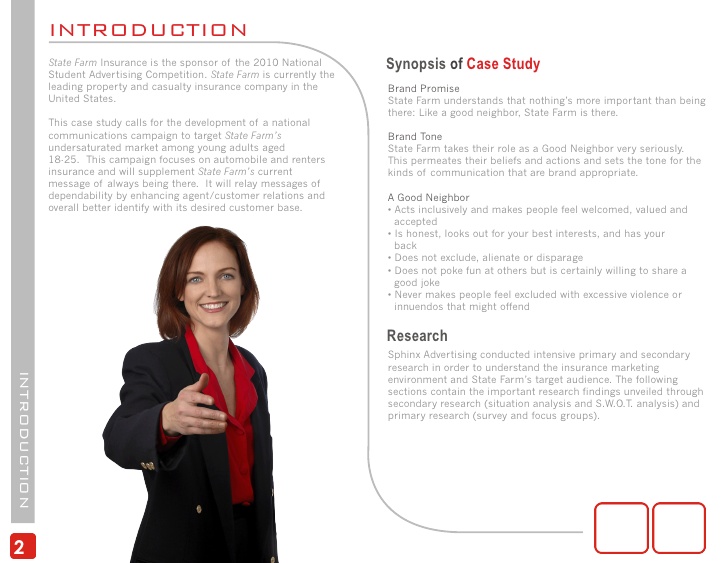 INTRODUCTION
State Farm Insurance is the sponsor of the 2010 National
Student Advertising Competition. State Farm is currently the
leading property and casualty insurance company in the
United States.
This case study calls for the development of a national
communications campaign to target State Farm's
undersaturated market among young adults aged
18-25. This campaign focuses on automobile and renters
insurance and will supplement State Farm's current
message of always being there. It will relay messages of
dependability by enhancing agent/customer relations and
overall better identify with its desired customer base.
Synopsis of Case Study
Brand Promise
State Farm understands that nothing's more important than being
there: Like a good neighbor, State Farm is there.
Brand Tone
State Farm takes their role as a Good Neighbor very seriously.
This permeates their beliefs and actions and sets the tone for the
kinds of communication that are brand appropriate.
A Good Neighbor
• Acts inclusively and makes people feel welcomed, valued and
accepted
• Is honest, looks out for your best interests, and has your
back
• Does not exclude, alienate or disparage
• Does not poke fun at others but is certainly willing to share a
good joke
• Never makes people feel excluded with excessive violence or
innuendos that might offend
Research
Sphinx Advertising conducted intensive primary and secondary
research in order to understand the insurance marketing
environment and State Farm's target audience. The following
sections contain the important research findings unveiled through
secondary research (situation analysis and S.W.O.T. analysis) and
primary research (survey and focus groups).
INTRODUCTION
2